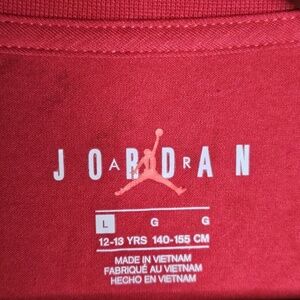 JORDAN
AIR
L G G
12-13 YRS 140-155 CM
MADE IN VIETNAM
FABRIQUÉ AU VIETNAM
HECHO EN VIETNAM